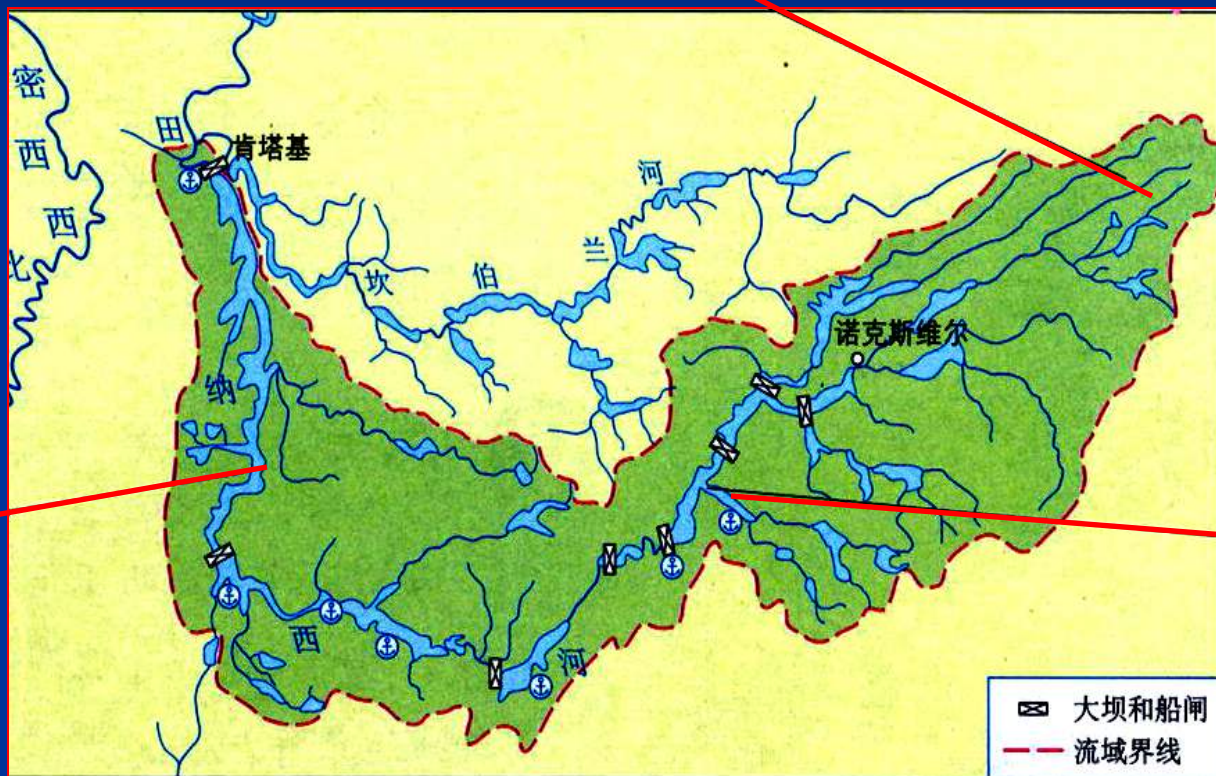 密西西比
田纳西河
肯塔基
坎伯兰河
诺克斯维尔
大坝和船闸
流域界线